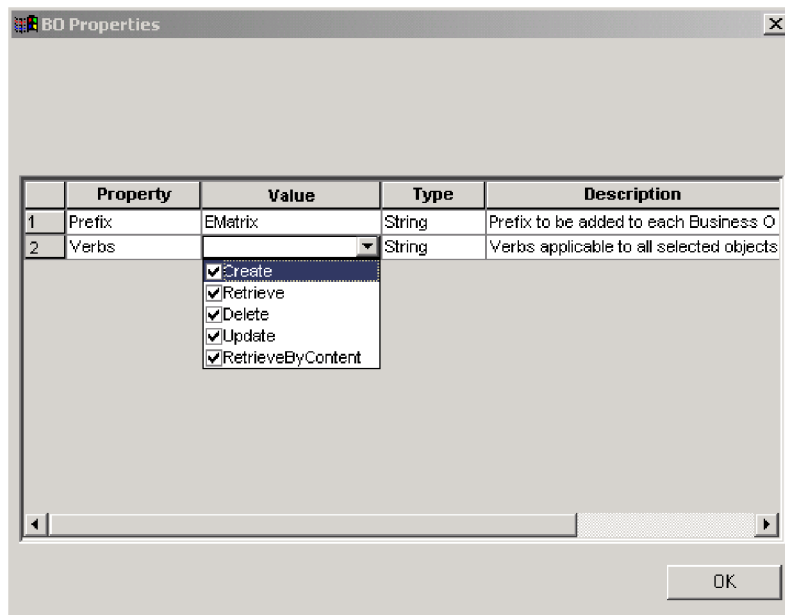 BO Properties
Property Value Type Description
1 Prefix EMatrix String Prefix to be added to each Business O
2 Verbs String Verbs applicable to all selected objects
Create
Retrieve
Delete
Update
RetrieveByContent
OK